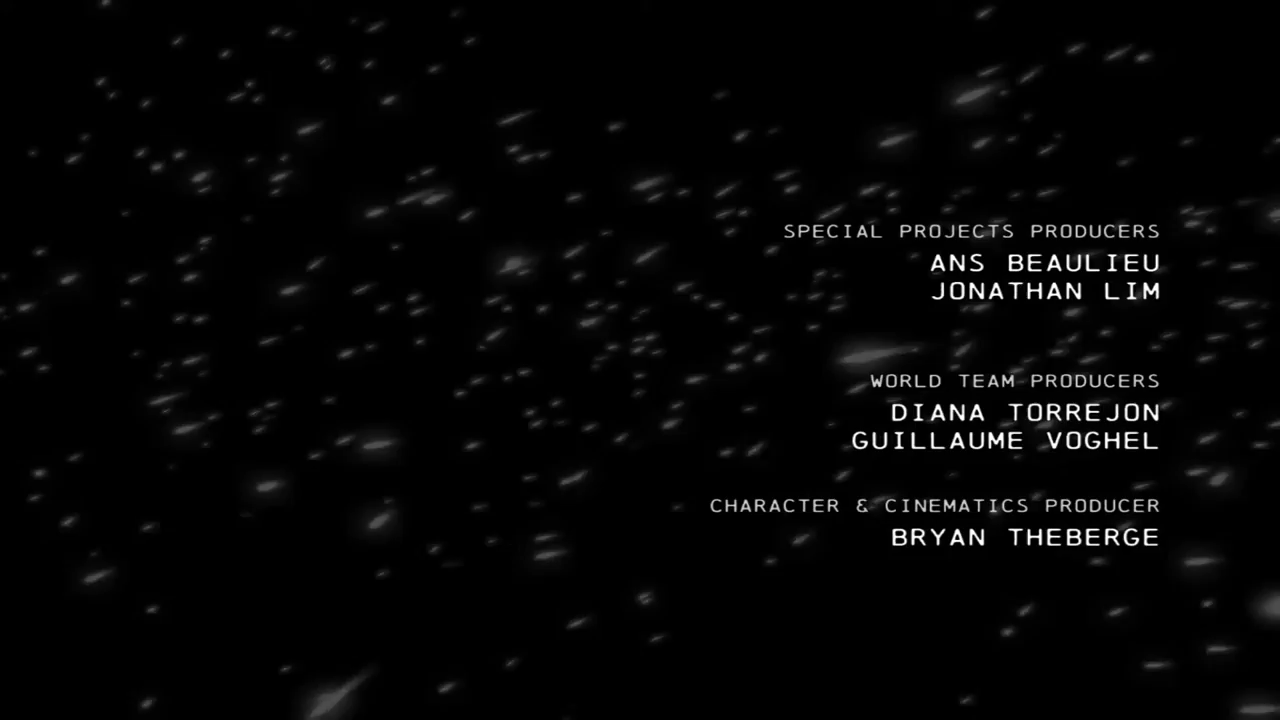 SPECIAL PROJECTS PRODUCERS
ANS BEAULIEU
JONATHAN LIM
WORLD TEAM PRODUCERS
DIANA TORREJON
GUILLAUME VOGHEL
CHARACTER & CINEMATICS PRODUCER
BRYAN THEBERGE